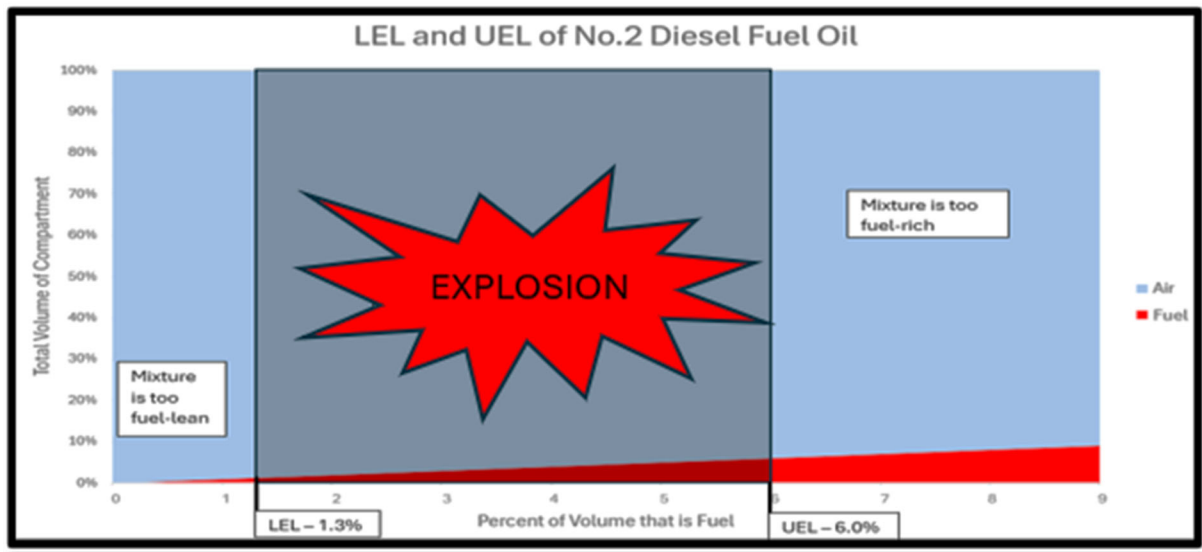 LEL and UEL of No.2 Diesel Fuel Oil
100%
90%
80%
70%
60%
50%
40%
30%
20%
10%
0%
Total Volume of Compartment
Mixture
is too
fuel-lean
EXPLOSION
Mixture is too
fuel-rich
Air
Fuel
0 1 2 3 4 5 6 7 8 9
LEL – 1.3%
Percent of Volume that is Fuel
UEL – 6.0%